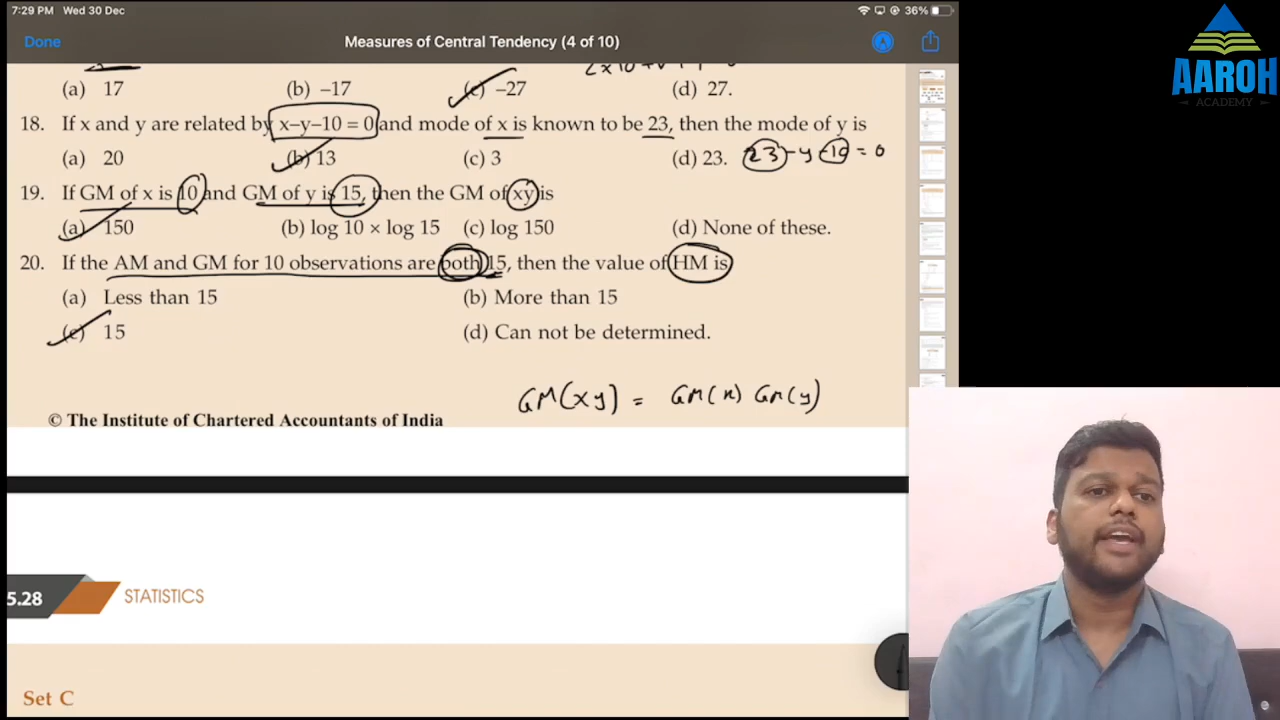 7:29 PM Wed 30 Dec
36%
Done
Measures of Central Tendency (4 of 10)
AAROH
ACADEMY
(a) 17 (b) –17 (c) –27 (d) 27.
18. If x and y are related by x–y–10 = 0 and mode of x is known to be 23, then the mode of y is
(a) 20 (b) 13 (c) 3 (d) 23. 23 - y - 10 = 0
19. If GM of x is 10 and GM of y is 15, then the GM of xy is
(a) 150 (b) log 10 × log 15 (c) log 150 (d) None of these.
20. If the AM and GM for 10 observations are both 15, then the value of HM is
(a) Less than 15 (b) More than 15
(c) 15 (d) Can not be determined.
GM(xy) = GM(x) GM(y)
© The Institute of Chartered Accountants of India
5.28 STATISTICS
Set C